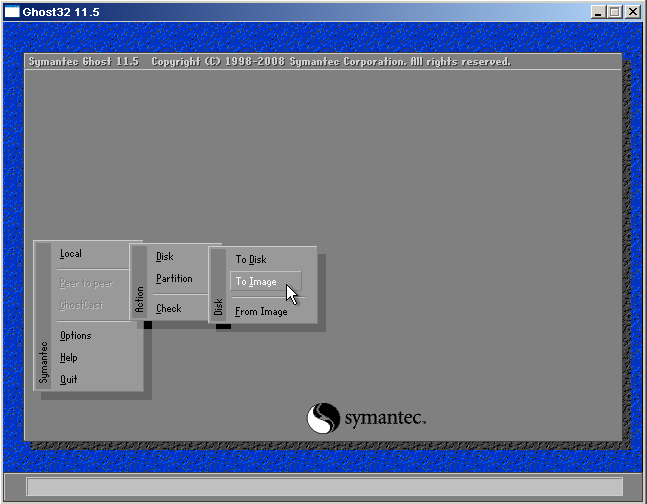 Ghost32 11.5
Symantec Ghost 11.5 Copyright (C) 1998-2008 Symantec Corporation. All rights reserved.
Symantec
Local
Peer to peer
GhostCast
Options
Help
Quit
Action
Disk
Partition
Check
Disk
To Disk
To Image
From Image
symantec.